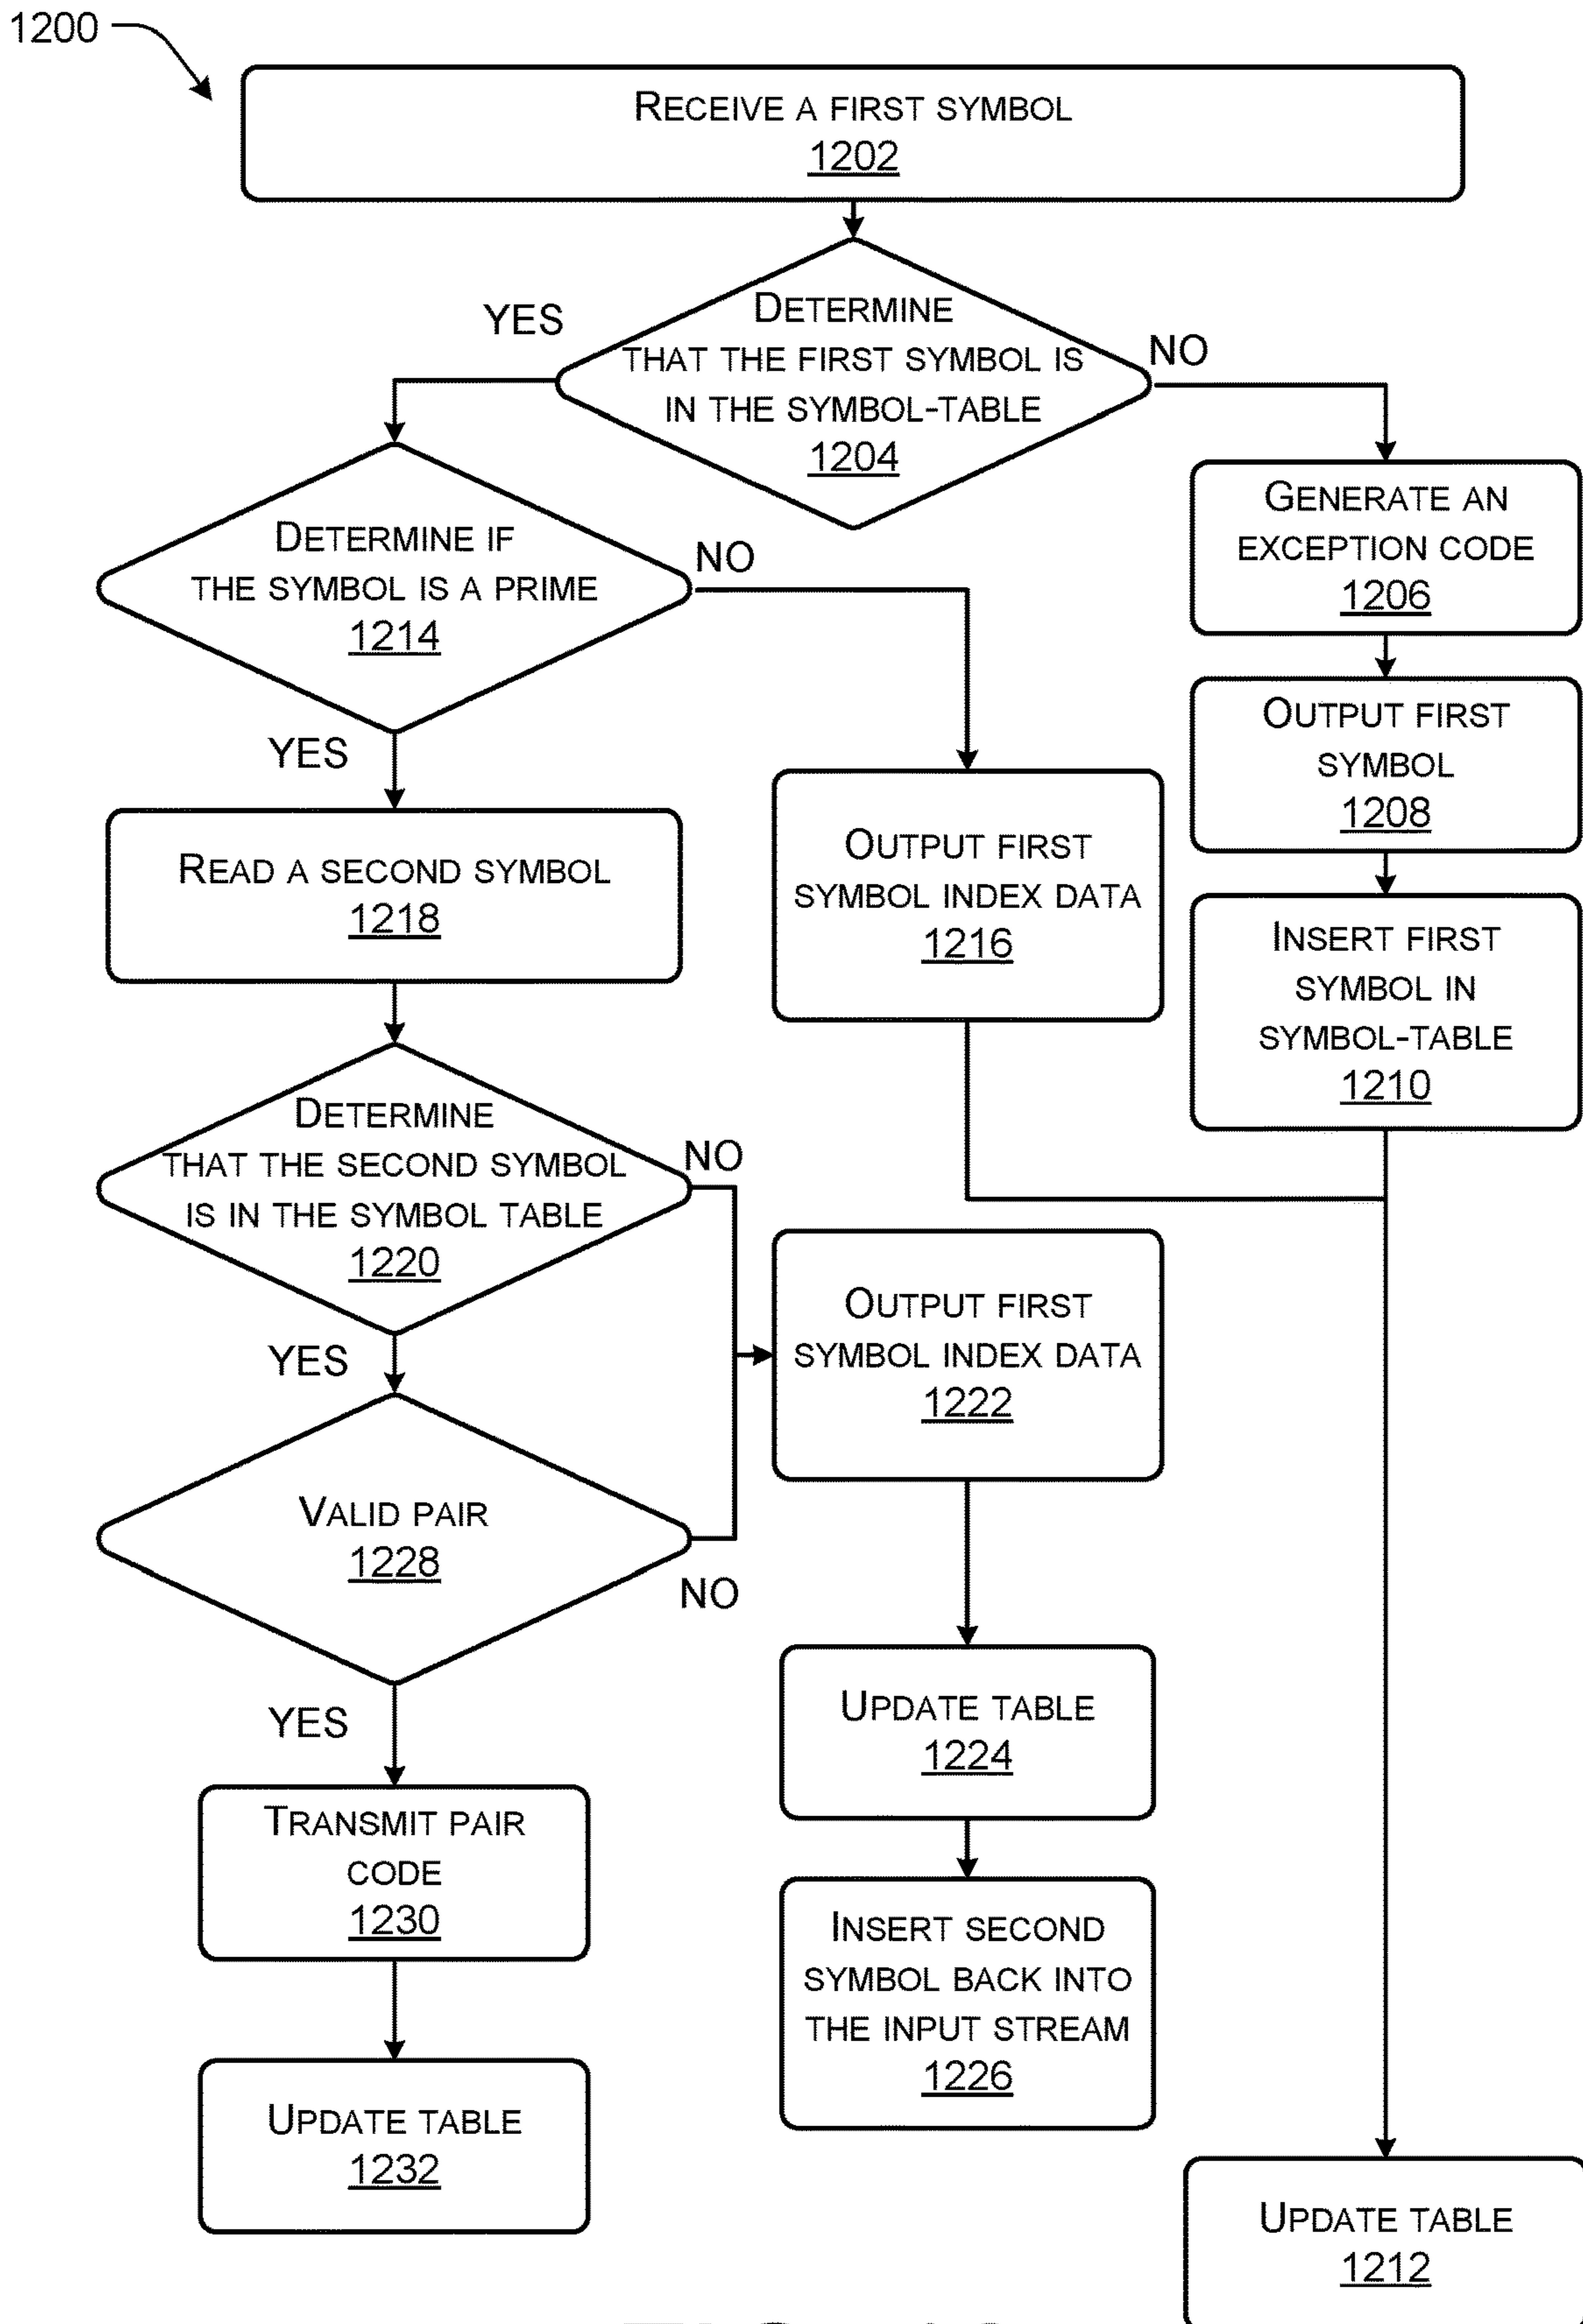 1200
RECEIVE A FIRST SYMBOL
1202
DETERMINE
THAT THE FIRST SYMBOL IS
IN THE SYMBOL-TABLE
1204
YES
NO
DETERMINE IF
THE SYMBOL IS A PRIME
1214
NO
YES
GENERATE AN
EXCEPTION CODE
1206
OUTPUT FIRST
SYMBOL
1208
INSERT FIRST
SYMBOL IN
SYMBOL-TABLE
1210
OUTPUT FIRST
SYMBOL INDEX DATA
1216
READ A SECOND SYMBOL
1218
DETERMINE
THAT THE SECOND SYMBOL
IS IN THE SYMBOL TABLE
1220
NO
YES
OUTPUT FIRST
SYMBOL INDEX DATA
1222
VALID PAIR
1228
NO
YES
UPDATE TABLE
1224
TRANSMIT PAIR
CODE
1230
INSERT SECOND
SYMBOL BACK INTO
THE INPUT STREAM
1226
UPDATE TABLE
1232
UPDATE TABLE
1212